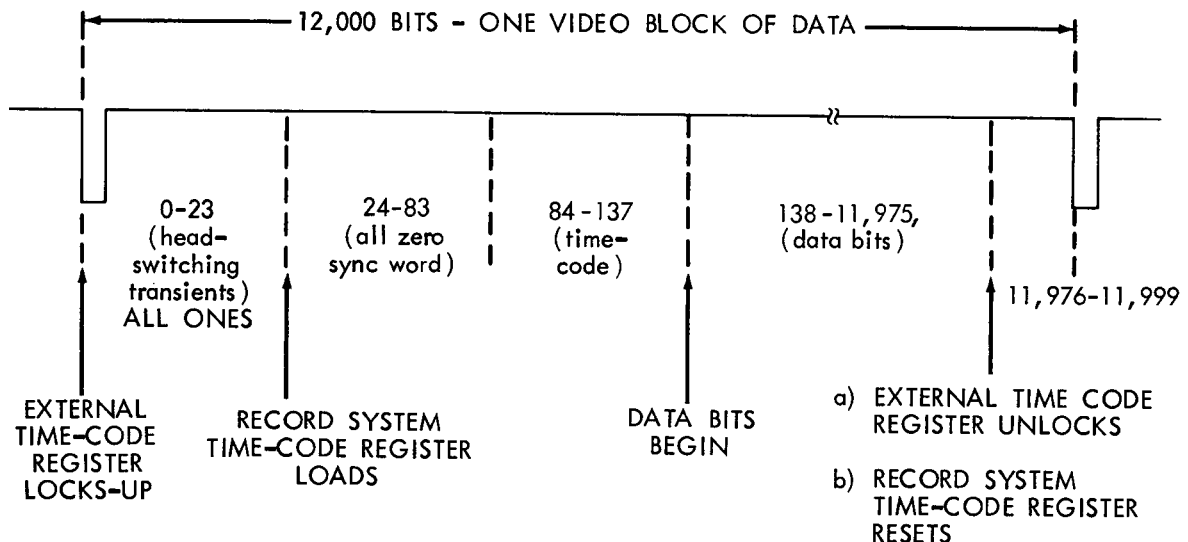 12,000 BITS - ONE VIDEO BLOCK OF DATA
0-23
(head-
switching
transients)
ALL ONES
24-83
(all zero
sync word)
84-137
(time-
code)
138-11,975,
(data bits)
11,976-11,999
EXTERNAL
TIME-CODE
REGISTER
LOCKS-UP
RECORD SYSTEM
TIME-CODE REGISTER
LOADS
DATA BITS
BEGIN
a) EXTERNAL TIME CODE
REGISTER UNLOCKS
b) RECORD SYSTEM
TIME-CODE REGISTER
RESETS